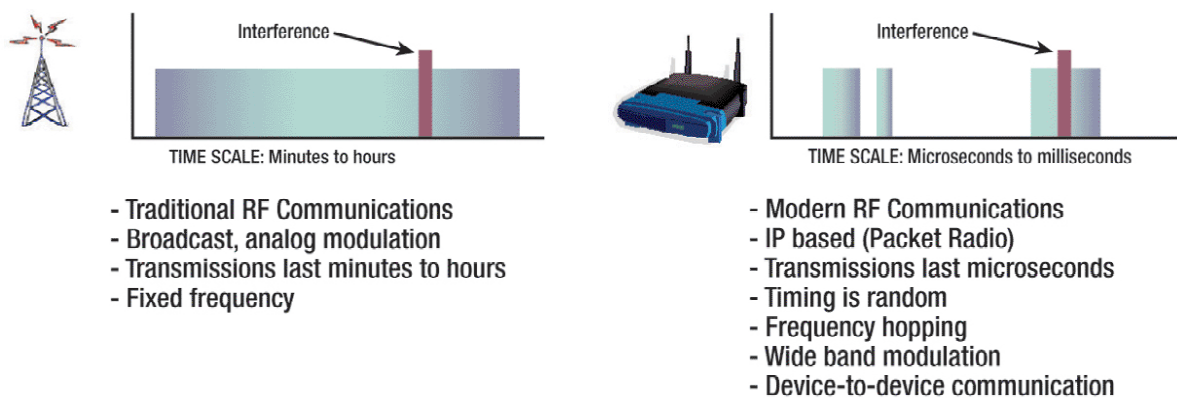 Interference
TIME SCALE: Minutes to hours
- Traditional RF Communications
- Broadcast, analog modulation
- Transmissions last minutes to hours
- Fixed frequency
Interference
TIME SCALE: Microseconds to milliseconds
- Modern RF Communications
- IP based (Packet Radio)
- Transmissions last microseconds
- Timing is random
- Frequency hopping
- Wide band modulation
- Device-to-device communication